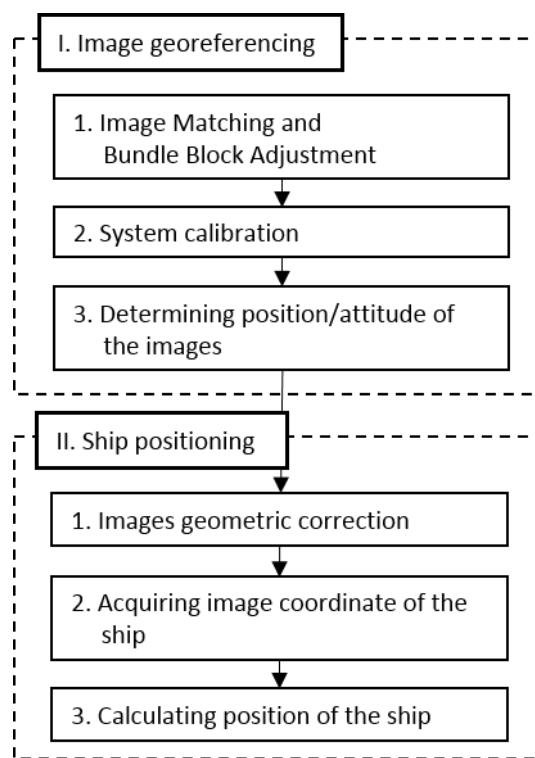 I. Image georeferencing
1. Image Matching and
Bundle Block Adjustment
2. System calibration
3. Determining position/attitude of
the images
II. Ship positioning
1. Images geometric correction
2. Acquiring image coordinate of the
ship
3. Calculating position of the ship